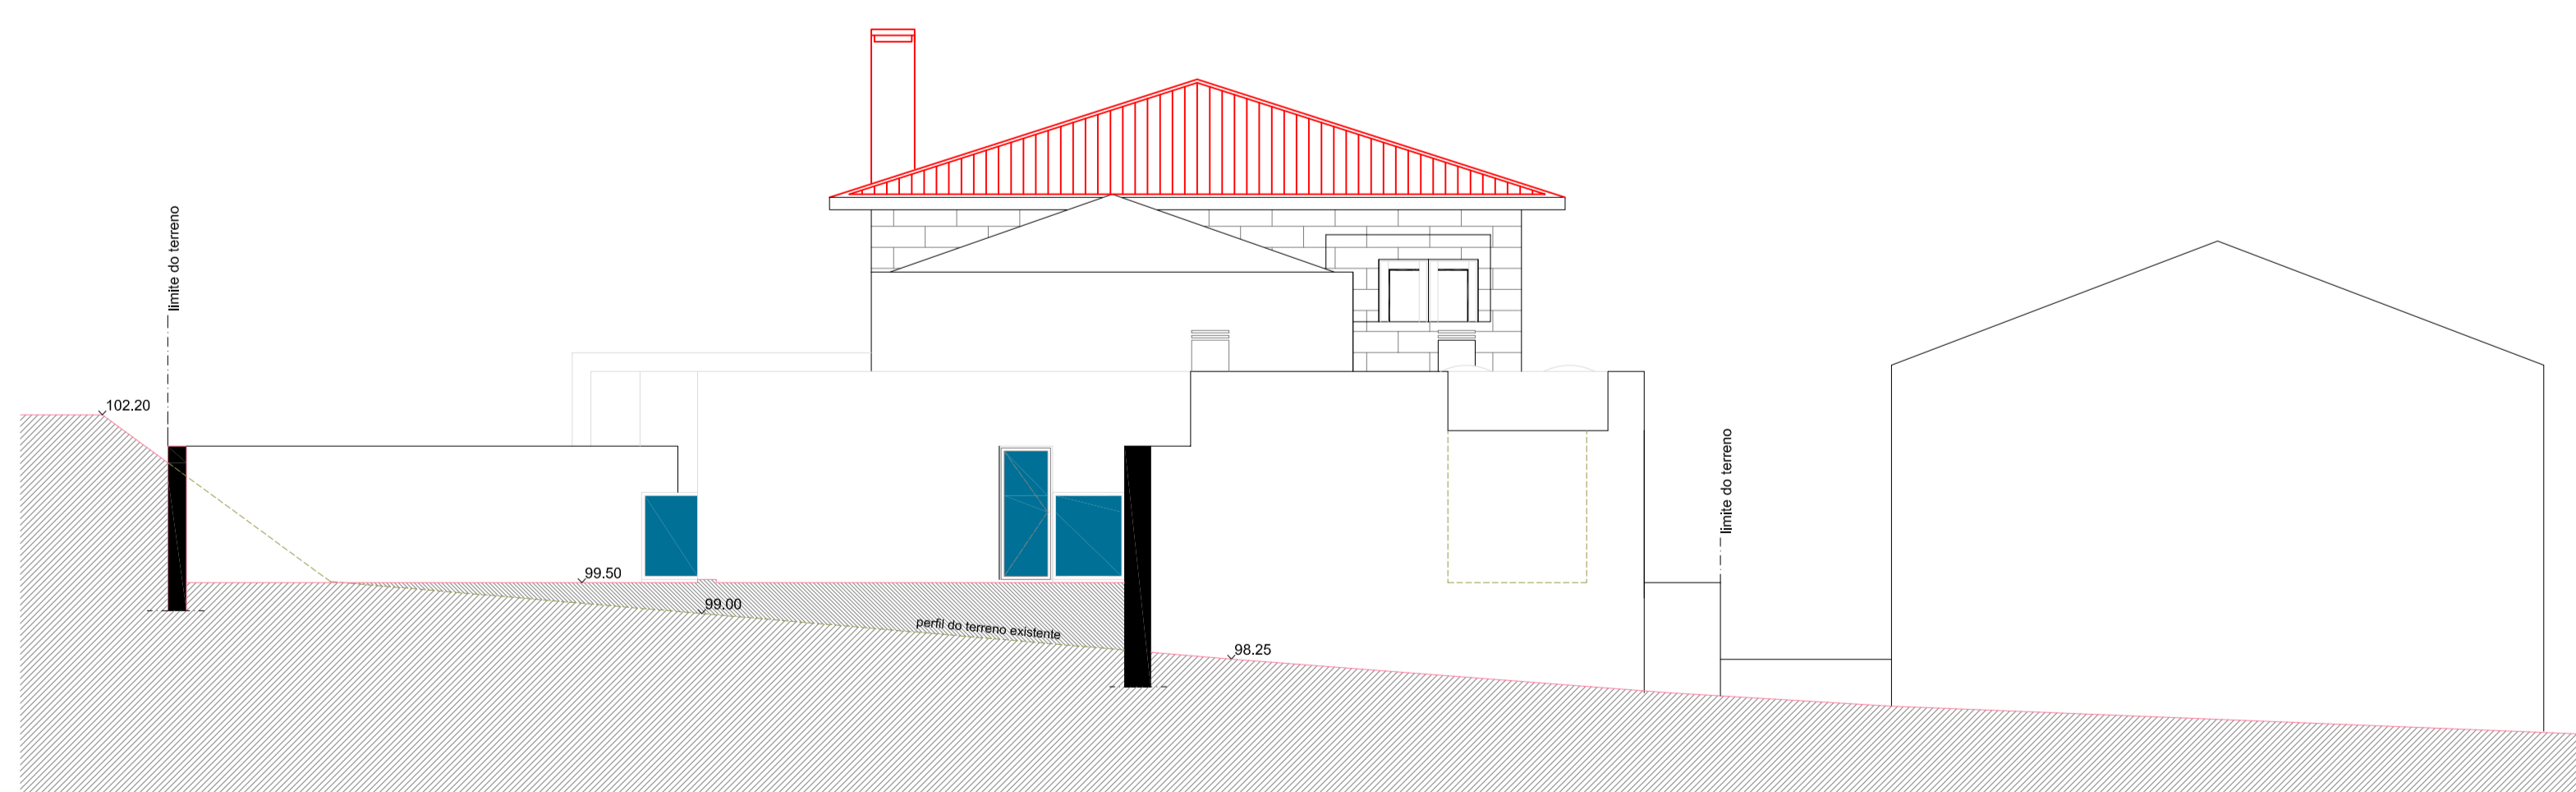 limite do terreno
102.20
99.50
99.00
perfil do terreno existente
98.25
limite do terreno